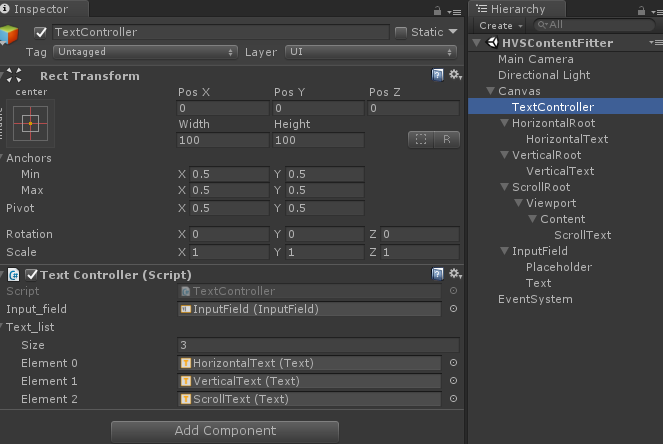 Inspector
TextController
Static
Tag Untagged Layer UI
Rect Transform
center
middle
Pos X Pos Y Pos Z
0 0 0
Width Height
100 100
R
Anchors
Min X 0.5 Y 0.5
Max X 0.5 Y 0.5
Pivot X 0.5 Y 0.5
Rotation X 0 Y 0 Z 0
Scale X 1 Y 1 Z 1
Text Controller (Script)
Script TextController
Input_field InputField (InputField)
Text_list
Size 3
Element 0 HorizontalText (Text)
Element 1 VerticalText (Text)
Element 2 ScrollText (Text)
Add Component
Hierarchy
Create All
HVSContentFitter
Main Camera
Directional Light
Canvas
TextController
HorizontalRoot
HorizontalText
VerticalRoot
VerticalText
ScrollRoot
Viewport
Content
ScrollText
InputField
Placeholder
Text
EventSystem